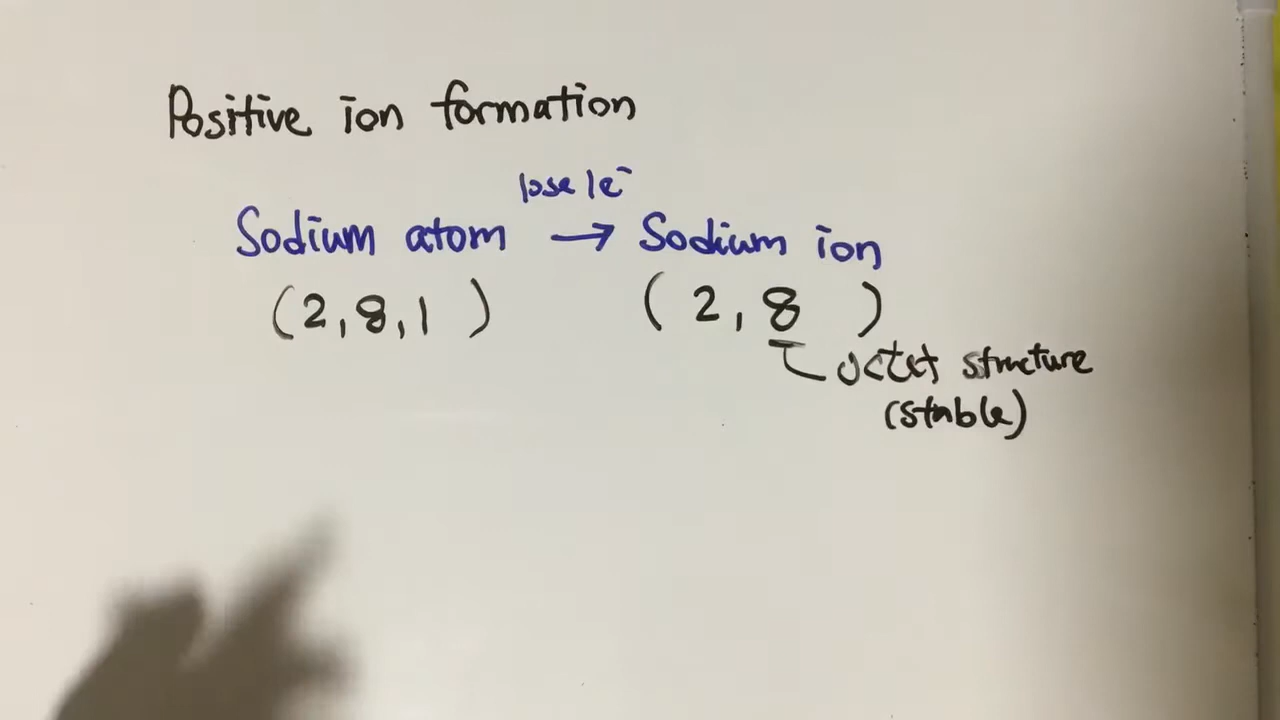 Positive ion formation
lose 1e⁻
Sodium atom → Sodium ion
(2,8,1) (2,8)
octet structure
(stable)